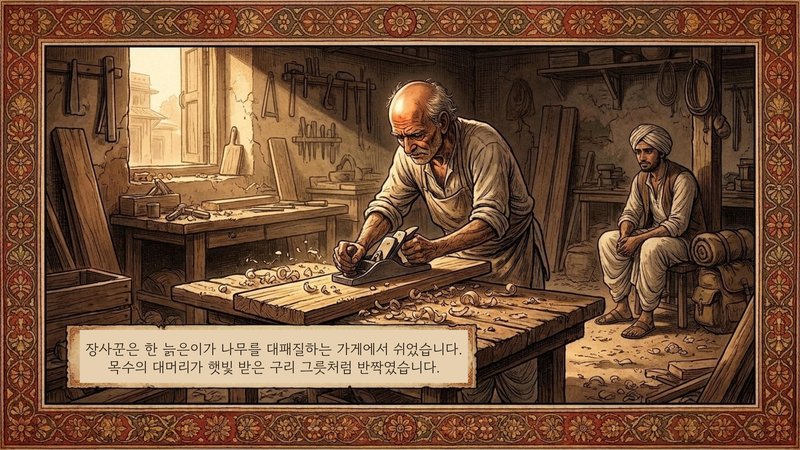 장사꾼은 한 늙은이가 나무를 대패질하는 가게에서 쉬었습니다.
목수의 대머리가 햇빛 받은 구리 그릇처럼 반짝였습니다.